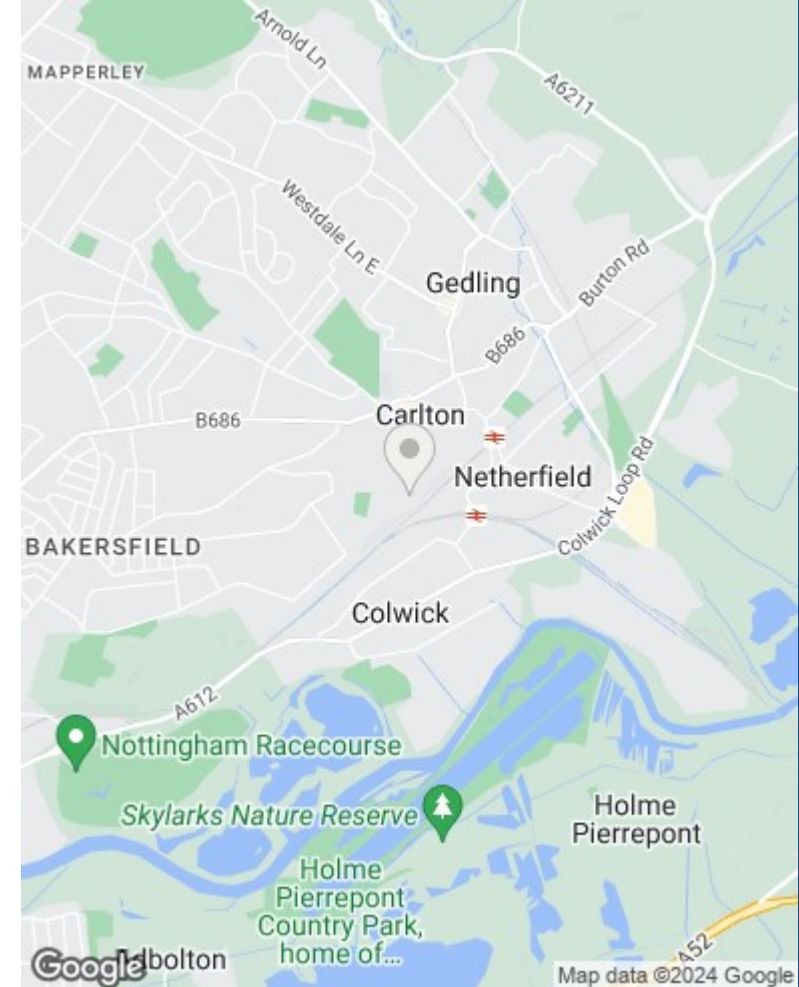 Arnold Ln
MAPPERLEY
A6211
Westdale Ln E
Gedling
Burton Rd
B686
Carlton
B686
Netherfield
Colwick Loop Rd
BAKERSFIELD
Colwick
A612
Nottingham Racecourse
Skylarks Nature Reserve
Holme
Pierrepont
Holme
Pierrepont
Country Park,
home of...
A52
Google
Map data ©2024 Google